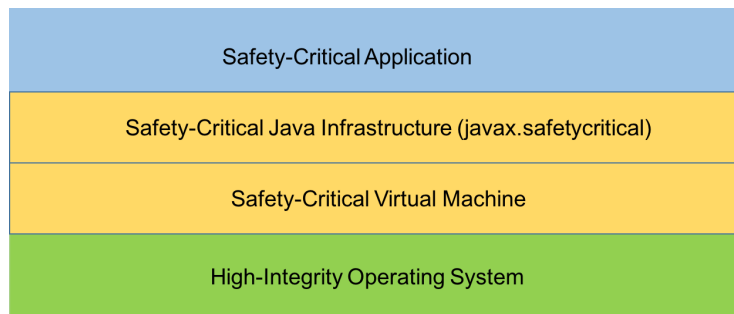 Safety-Critical Application
Safety-Critical Java Infrastructure (javax.safetycritical)
Safety-Critical Virtual Machine
High-Integrity Operating System